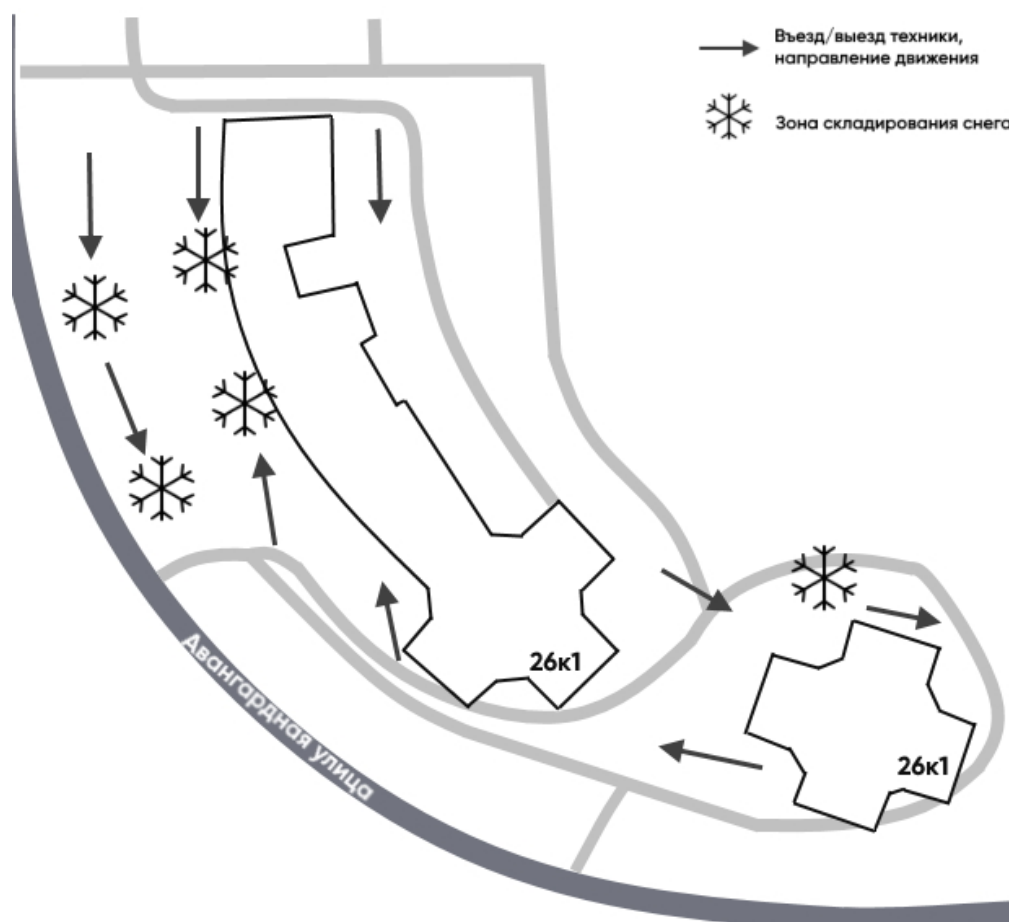 Въезд/выезд техники,
направление движения
Зона складирования снега
26к1
26к1
Авангардная улица